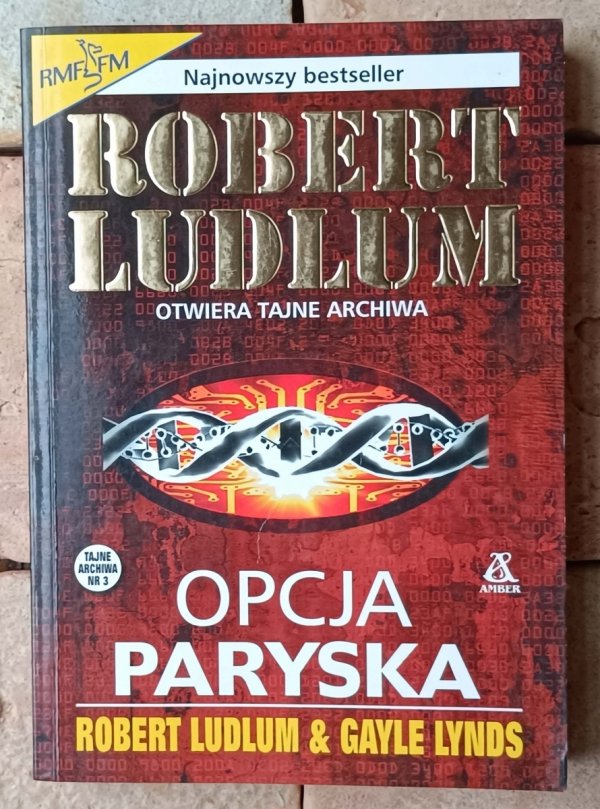 RMF FM
Najnowszy bestseller
ROBERT
LUDLUM
OTWIERA TAJNE ARCHIWA
TAJNE
ARCHIWA
NR 3
AMBER
OPCJA
PARYSKA
ROBERT LUDLUM & GAYLE LYNDS